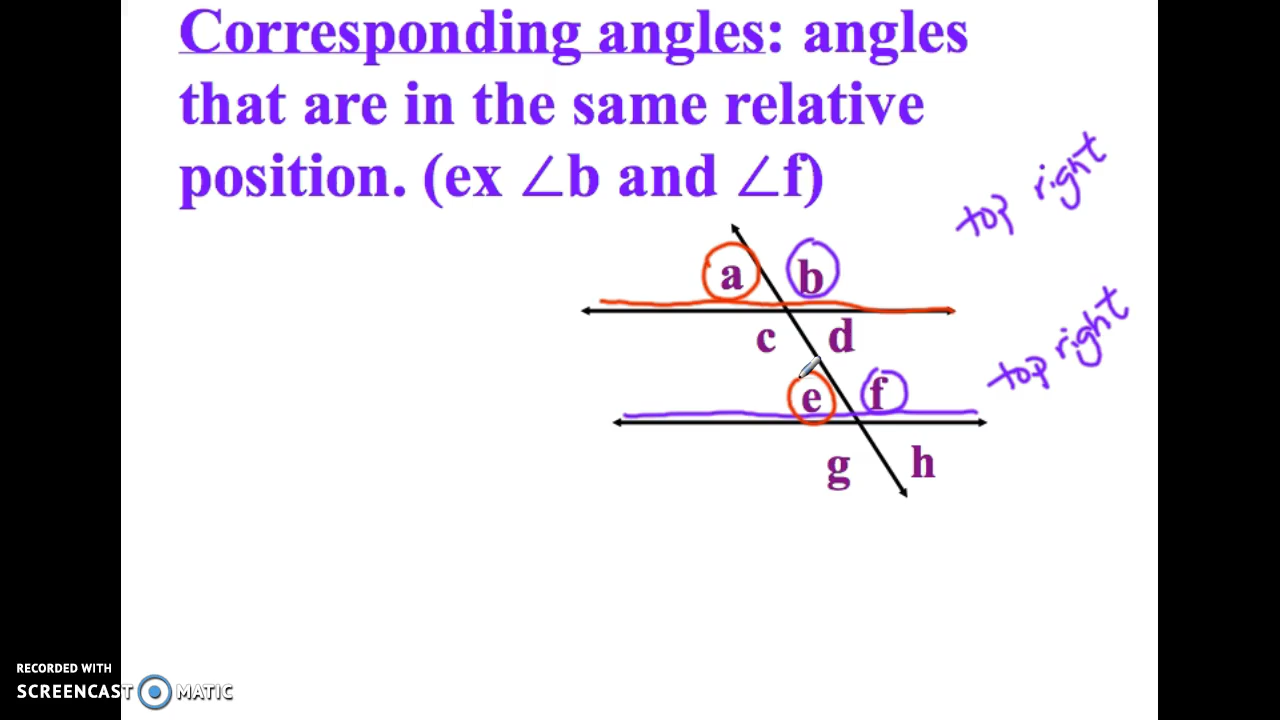 Corresponding angles: angles
that are in the same relative
position. (ex ∠b and ∠f)
top right
a b
c d
top right
e f
g h
RECORDED WITH
SCREENCAST MATIC